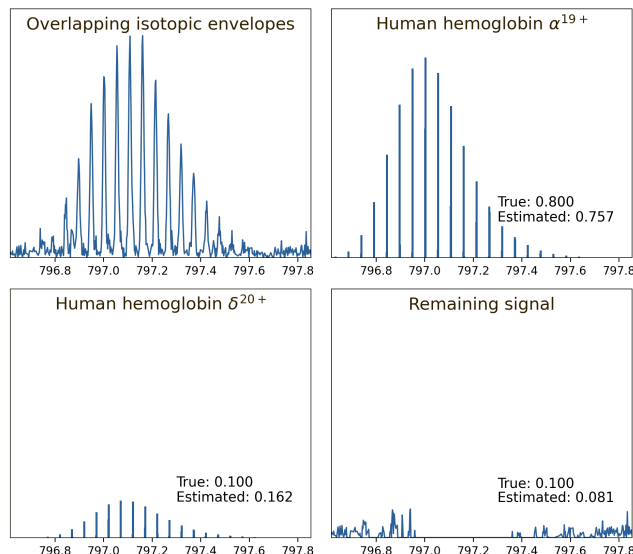 Overlapping isotopic envelopes
796.8 797.0 797.2 797.4 797.6 797.8
Human hemoglobin α¹⁹⁺
True: 0.800
Estimated: 0.757
796.8 797.0 797.2 797.4 797.6 797.8
Human hemoglobin δ²⁰⁺
True: 0.100
Estimated: 0.162
796.8 797.0 797.2 797.4 797.6 797.8
Remaining signal
True: 0.100
Estimated: 0.081
796.8 797.0 797.2 797.4 797.6 797.8